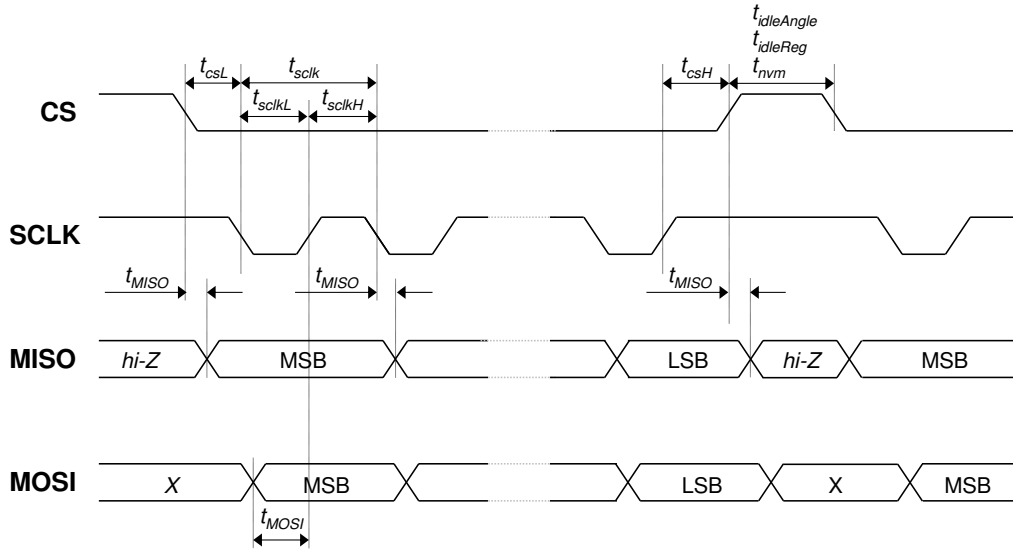 t_idleAngle
t_idleReg
t_csL t_sclk t_csH t_nvm
t_sclkL t_sclkH
CS
SCLK
t_MISO t_MISO t_MISO
MISO hi-Z MSB LSB hi-Z MSB
MOSI X MSB LSB X MSB
t_MOSI